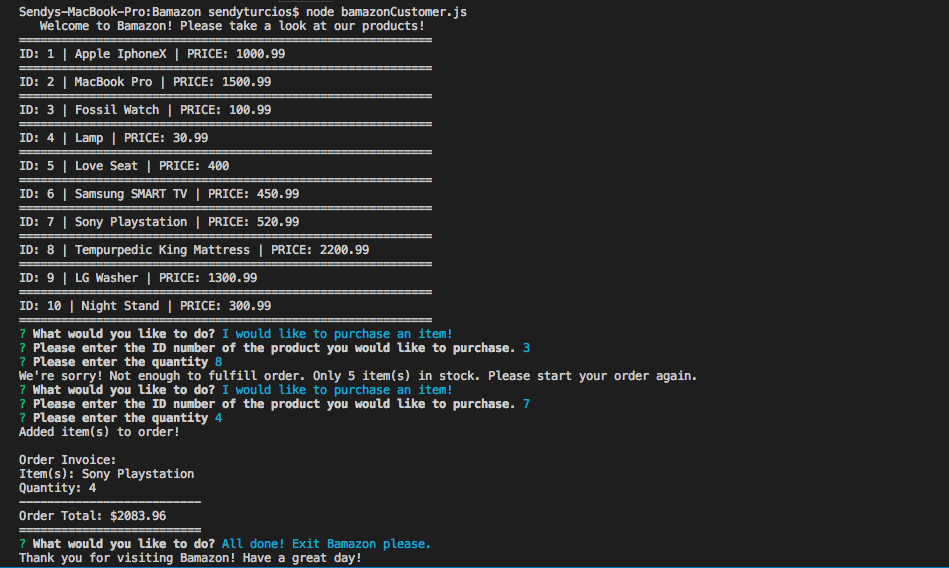 Sendys-MacBook-Pro:Bamazon sendyturcios$ node bamazonCustomer.js
Welcome to Bamazon! Please take a look at our products!
===========================================================
ID: 1 | Apple IphoneX | PRICE: 1000.99
===========================================================
ID: 2 | MacBook Pro | PRICE: 1500.99
===========================================================
ID: 3 | Fossil Watch | PRICE: 100.99
===========================================================
ID: 4 | Lamp | PRICE: 30.99
===========================================================
ID: 5 | Love Seat | PRICE: 400
===========================================================
ID: 6 | Samsung SMART TV | PRICE: 450.99
===========================================================
ID: 7 | Sony Playstation | PRICE: 520.99
===========================================================
ID: 8 | Tempurpedic King Mattress | PRICE: 2200.99
===========================================================
ID: 9 | LG Washer | PRICE: 1300.99
===========================================================
ID: 10 | Night Stand | PRICE: 300.99
===========================================================
? What would you like to do? I would like to purchase an item!
? Please enter the ID number of the product you would like to purchase. 3
? Please enter the quantity 8
We're sorry! Not enough to fulfill order. Only 5 item(s) in stock. Please start your order again.
? What would you like to do? I would like to purchase an item!
? Please enter the ID number of the product you would like to purchase. 7
? Please enter the quantity 4
Added item(s) to order!
Order Invoice:
Item(s): Sony Playstation
Quantity: 4
--------------------------
Order Total: $2083.96
==========================
? What would you like to do? All done! Exit Bamazon please.
Thank you for visiting Bamazon! Have a great day!